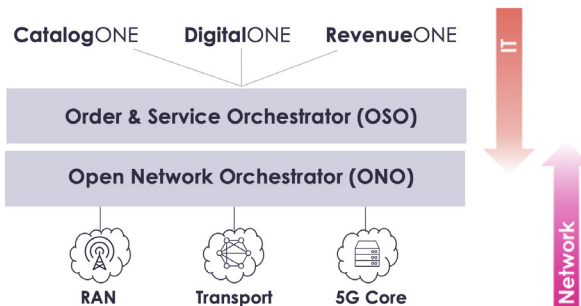 CatalogONE DigitalONE RevenueONE
IT
Order & Service Orchestrator (OSO)
Open Network Orchestrator (ONO)
Network
RAN Transport 5G Core